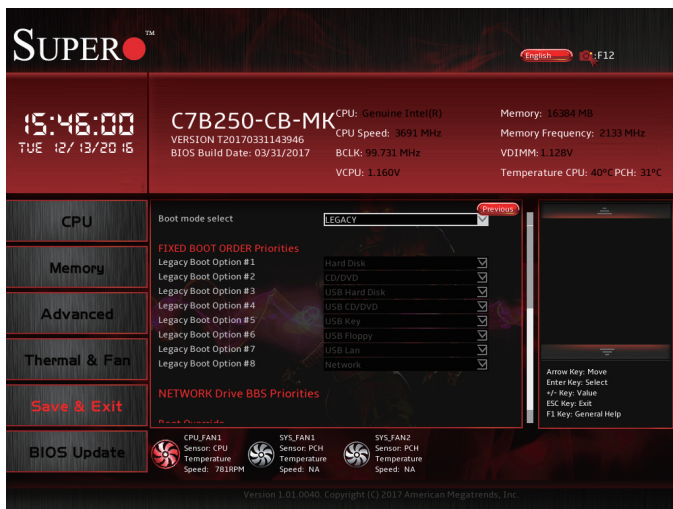 SUPER TM
English :F12
15:46:00
TUE 12/13/2016
C7B250-CB-MK
VERSION T20170331143946
BIOS Build Date: 03/31/2017
CPU: Genuine Intel(R)
CPU Speed: 3691 MHz
BCLK: 99.731 MHz
VCPU: 1.160V
Memory: 16384 MB
Memory Frequency: 2133 MHz
VDIMM: 1.128V
Temperature CPU: 40°C PCH: 31°C
CPU
Memory
Advanced
Thermal & Fan
Save & Exit
BIOS Update
Previous
Boot mode select LEGACY
FIXED BOOT ORDER Priorities
Legacy Boot Option #1 Hard Disk
Legacy Boot Option #2 CD/DVD
Legacy Boot Option #3 USB Hard Disk
Legacy Boot Option #4 USB CD/DVD
Legacy Boot Option #5 USB Key
Legacy Boot Option #6 USB Floppy
Legacy Boot Option #7 USB Lan
Legacy Boot Option #8 Network
NETWORK Drive BBS Priorities
Boot Override
Arrow Key: Move
Enter Key: Select
+/- Key: Value
ESC Key: Exit
F1 Key: General Help
CPU_FAN1
Sensor: CPU
Temperature
Speed: 781RPM
SYS_FAN1
Sensor: PCH
Temperature
Speed: NA
SYS_FAN2
Sensor: PCH
Temperature
Speed: NA
Version 1.01.0040. Copyright (C) 2017 American Megatrends, Inc.